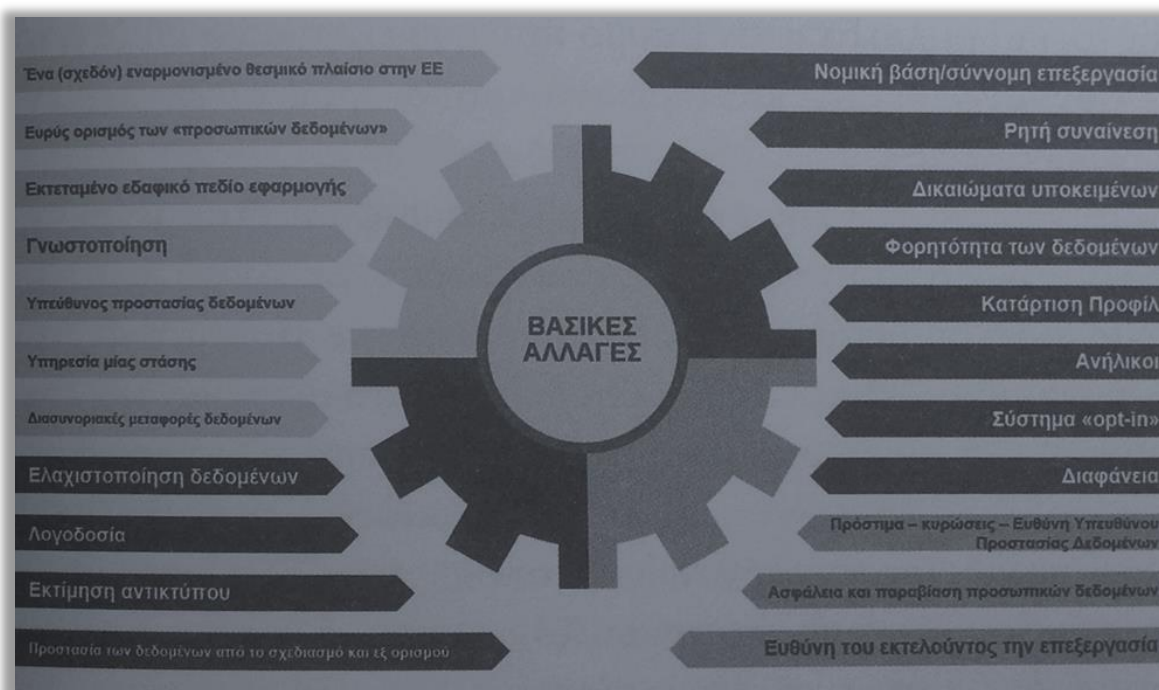 Ένα (σχεδόν) εναρμονισμένο θεσμικό πλαίσιο στην ΕΕ
Ευρύς ορισμός των «προσωπικών δεδομένων»
Εκτεταμένο εδαφικό πεδίο εφαρμογής
Γνωστοποίηση
Υπεύθυνος προστασίας δεδομένων
Υπηρεσία μίας στάσης
Διασυνοριακές μεταφορές δεδομένων
Ελαχιστοποίηση δεδομένων
Λογοδοσία
Εκτίμηση αντικτύπου
Προστασία των δεδομένων από το σχεδιασμό και εξ ορισμού
ΒΑΣΙΚΕΣ
ΑΛΛΑΓΕΣ
Νομική βάση/σύννομη επεξεργασία
Ρητή συναίνεση
Δικαιώματα υποκειμένων
Φορητότητα των δεδομένων
Κατάρτιση Προφίλ
Ανήλικοι
Σύστημα «opt-in»
Διαφάνεια
Πρόστιμα – κυρώσεις – Ευθύνη Υπευθύνου
Προστασίας Δεδομένων
Ασφάλεια και παραβίαση προσωπικών δεδομένων
Ευθύνη του εκτελούντος την επεξεργασία